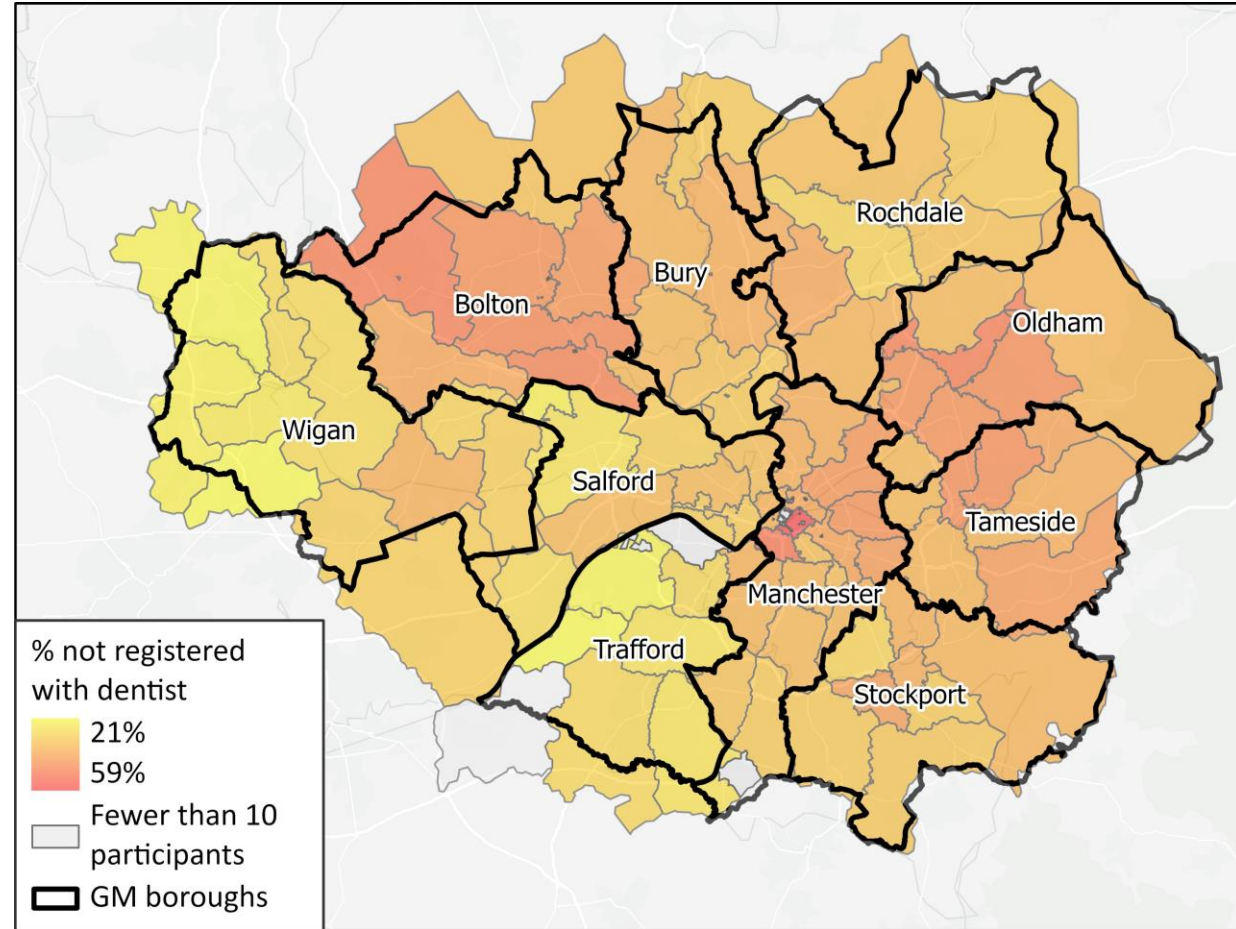 Rochdale
Bury
Bolton
Oldham
Wigan
Salford
Tameside
Manchester
Trafford
Stockport
% not registered
with dentist
21%
59%
Fewer than 10
participants
GM boroughs